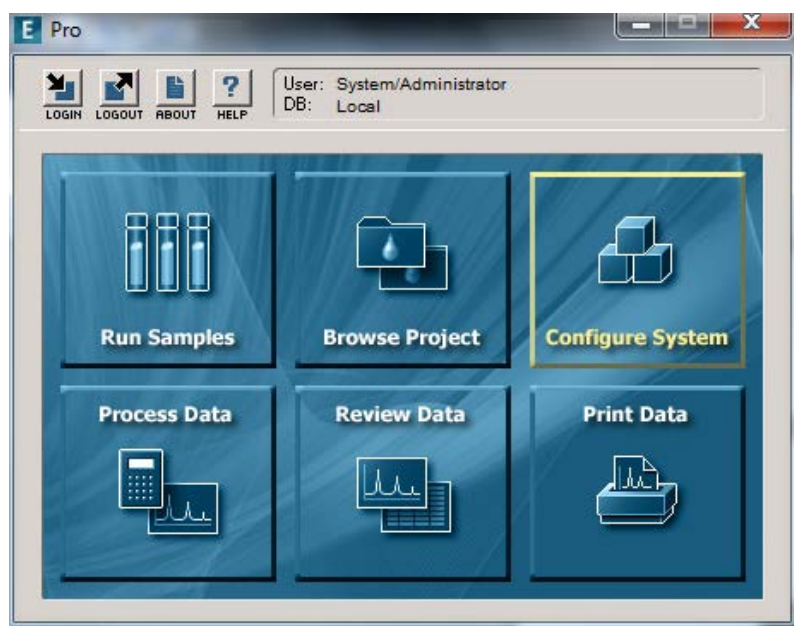 E Pro
LOGIN LOGOUT ABOUT HELP
User: System/Administrator
DB: Local
Run Samples
Browse Project
Configure System
Process Data
Review Data
Print Data